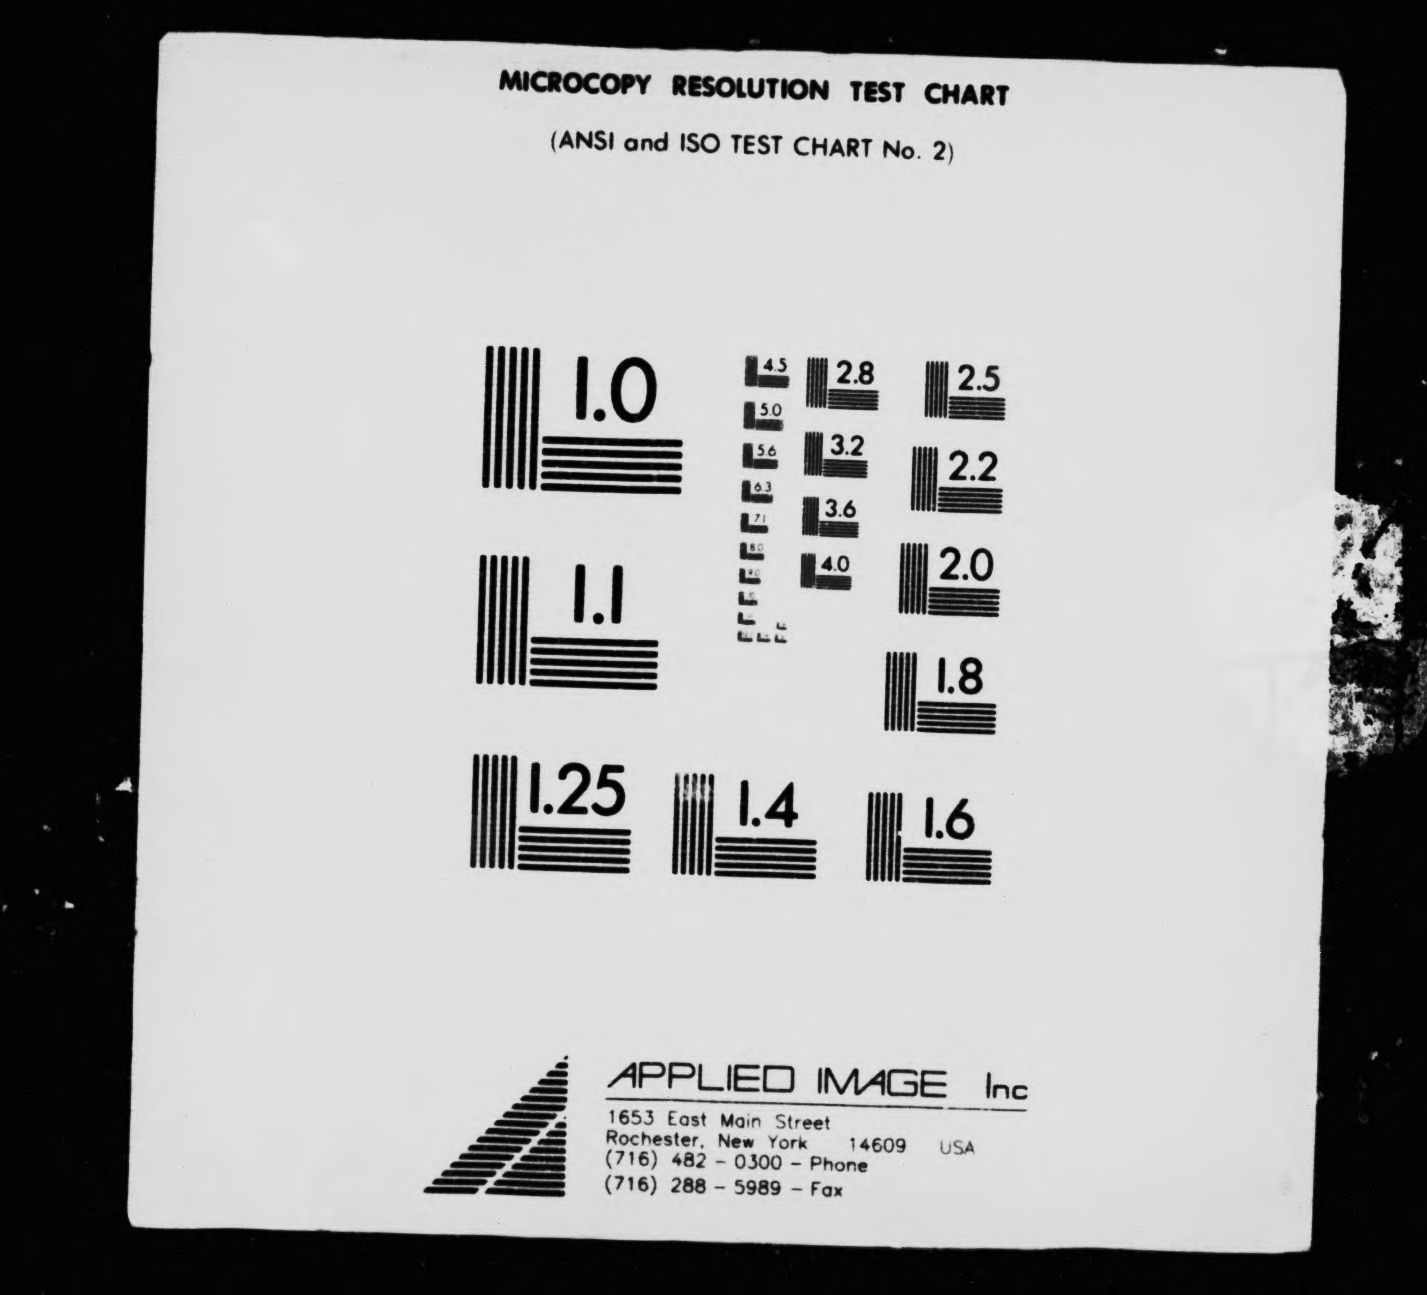 MICROCOPY RESOLUTION TEST CHART
(ANSI and ISO TEST CHART No. 2)
1.0
1.1
1.25
1.4
1.6
1.8
2.0
2.2
2.5
2.8
3.2
3.6
4.0
4.5
5.0
5.6
6.3
7.1
8.0
9.0
APPLIED IMAGE Inc
1653 East Main Street
Rochester, New York 14609 USA
(716) 482 - 0300 - Phone
(716) 288 - 5989 - Fax